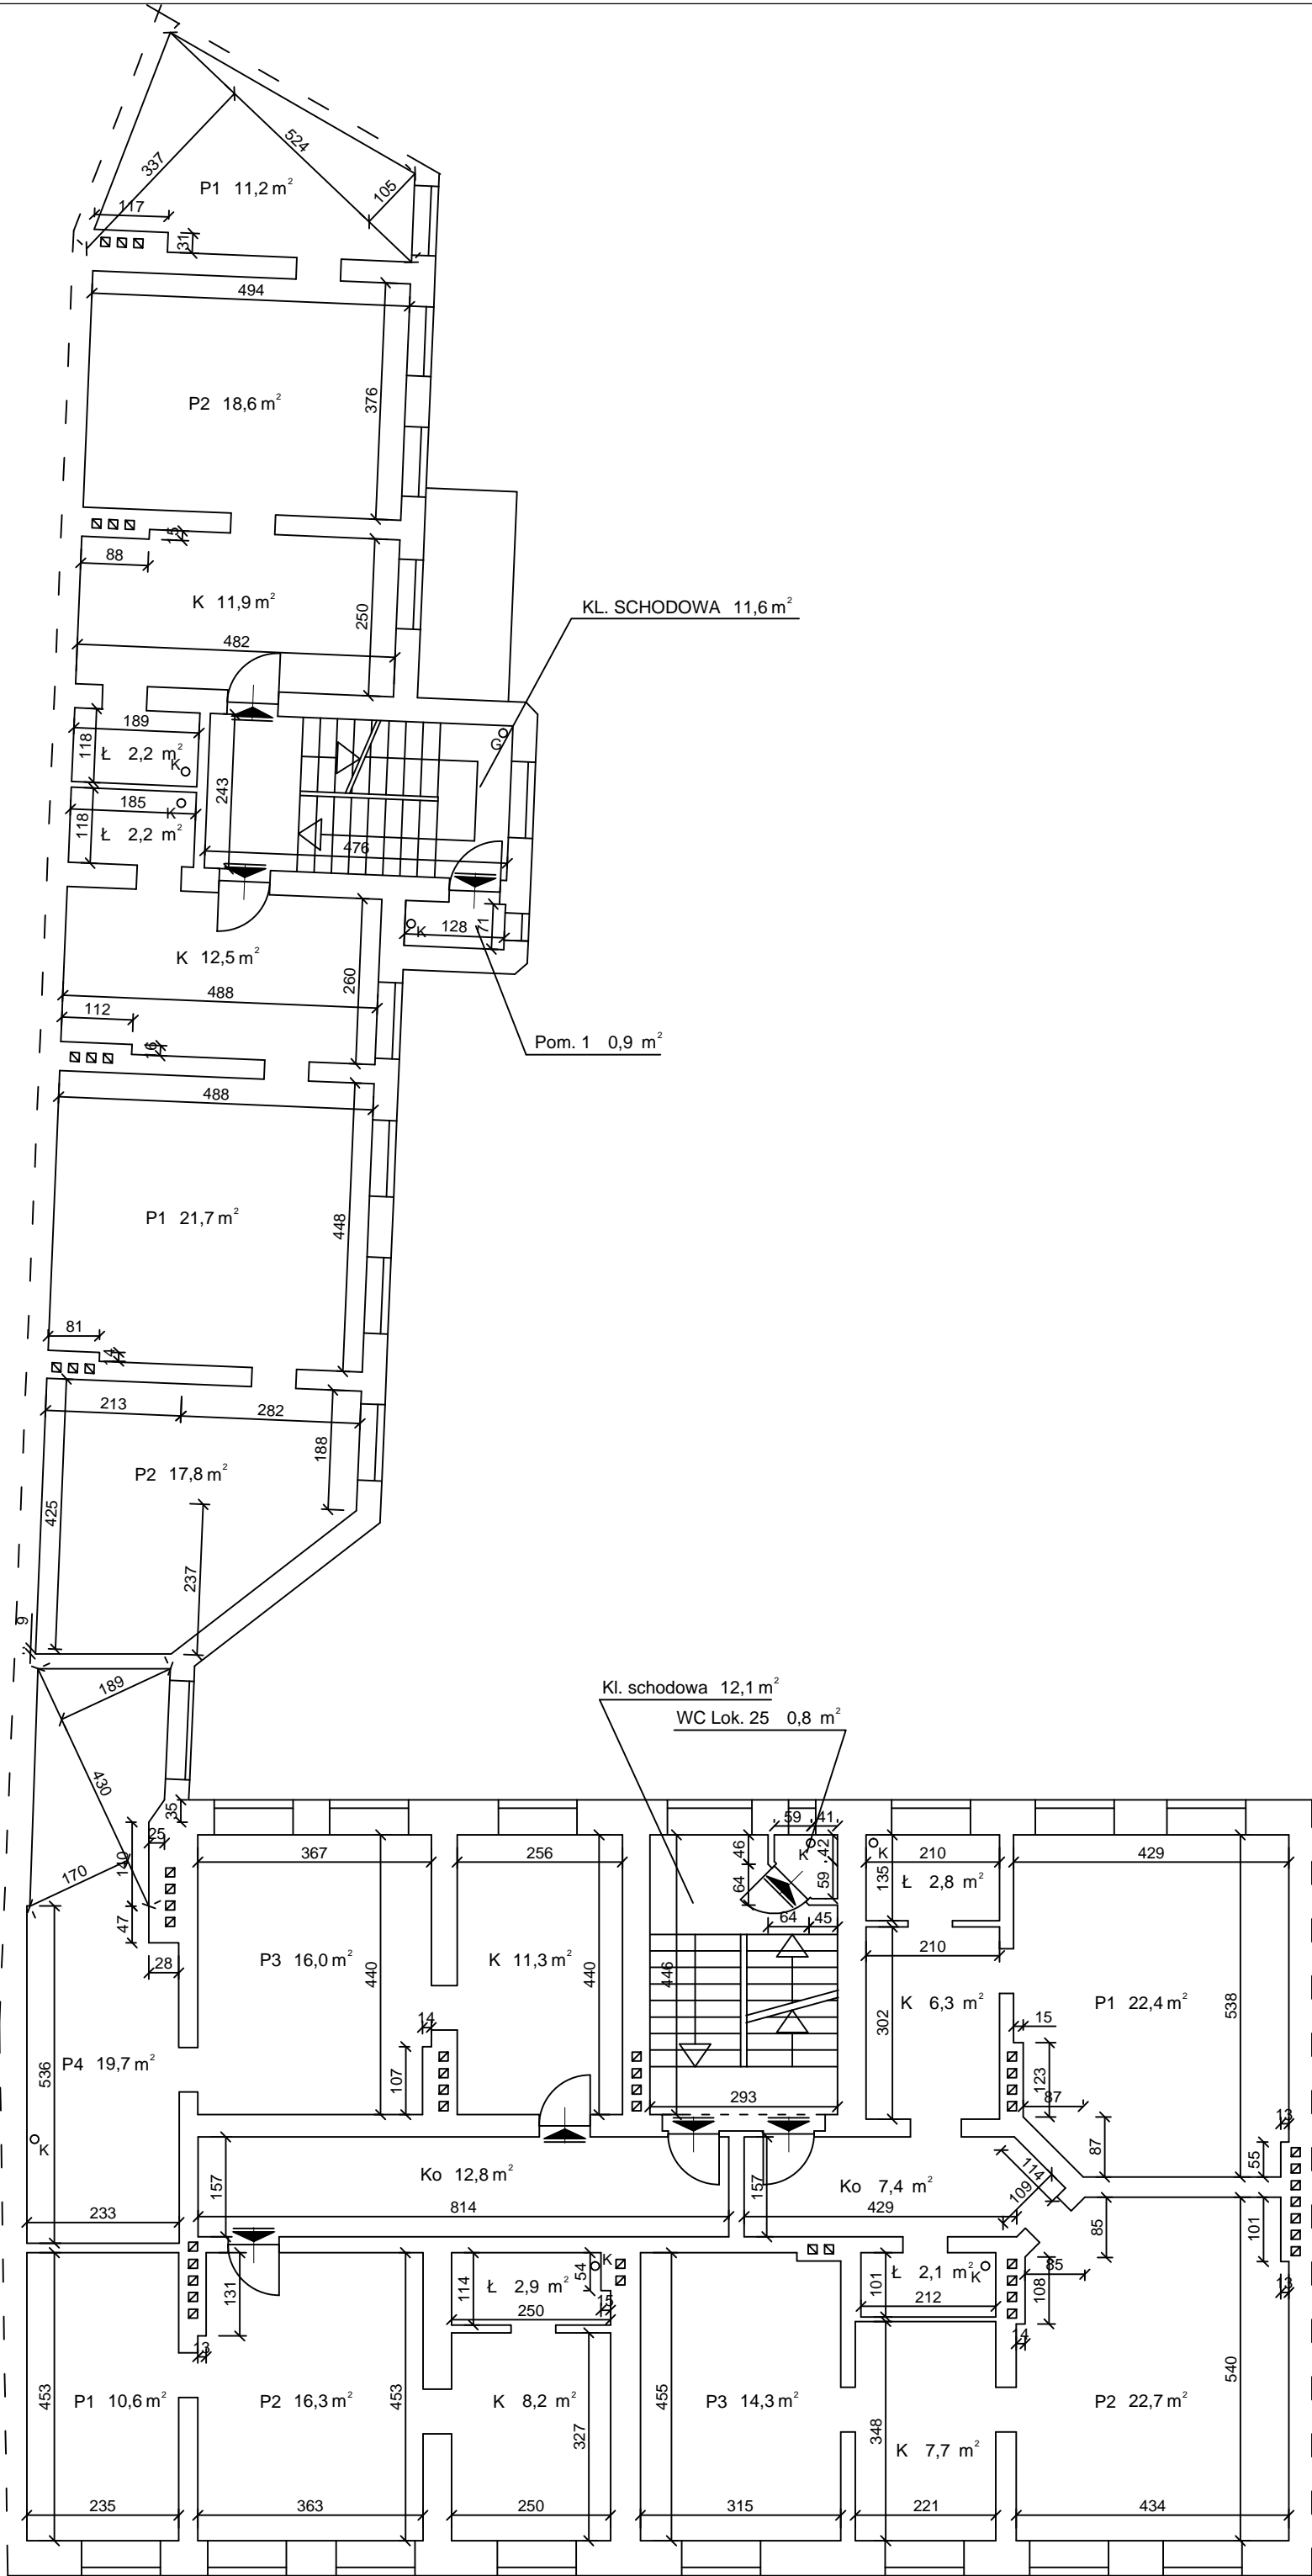 524
337
P1 11,2 m²
105
117
31
494
376
P2 18,6 m²
15
88
K 11,9 m²
250
KL. SCHODOWA 11,6 m²
482
189
118
Ł 2,2 m²
K
G
243
185
K
118
Ł 2,2 m²
476
128
71
K
K 12,5 m²
260
488
112
16
Pom. 1 0,9 m²
488
P1 21,7 m²
448
81
14
213
282
188
P2 17,8 m²
425
237
9
189
Kl. schodowa 12,1 m²
WC Lok. 25 0,8 m²
430
35
25
140
170
47
28
367
256
59
41
46
42
K
59
64
64
45
K
210
135
Ł 2,8 m²
429
210
P3 16,0 m²
440
K 11,3 m²
440
446
K 6,3 m²
302
P1 22,4 m²
538
14
15
P4 19,7 m²
536
107
123
293
87
13
K
87
55
Ko 12,8 m²
157
157
Ko 7,4 m²
114
109
233
814
429
85
101
131
114
Ł 2,9 m²
54
K
15
250
101
Ł 2,1 m²
K
212
108
85
13
13
14
P1 10,6 m²
453
P2 16,3 m²
453
K 8,2 m²
327
455
P3 14,3 m²
348
K 7,7 m²
P2 22,7 m²
540
235
363
250
315
221
434